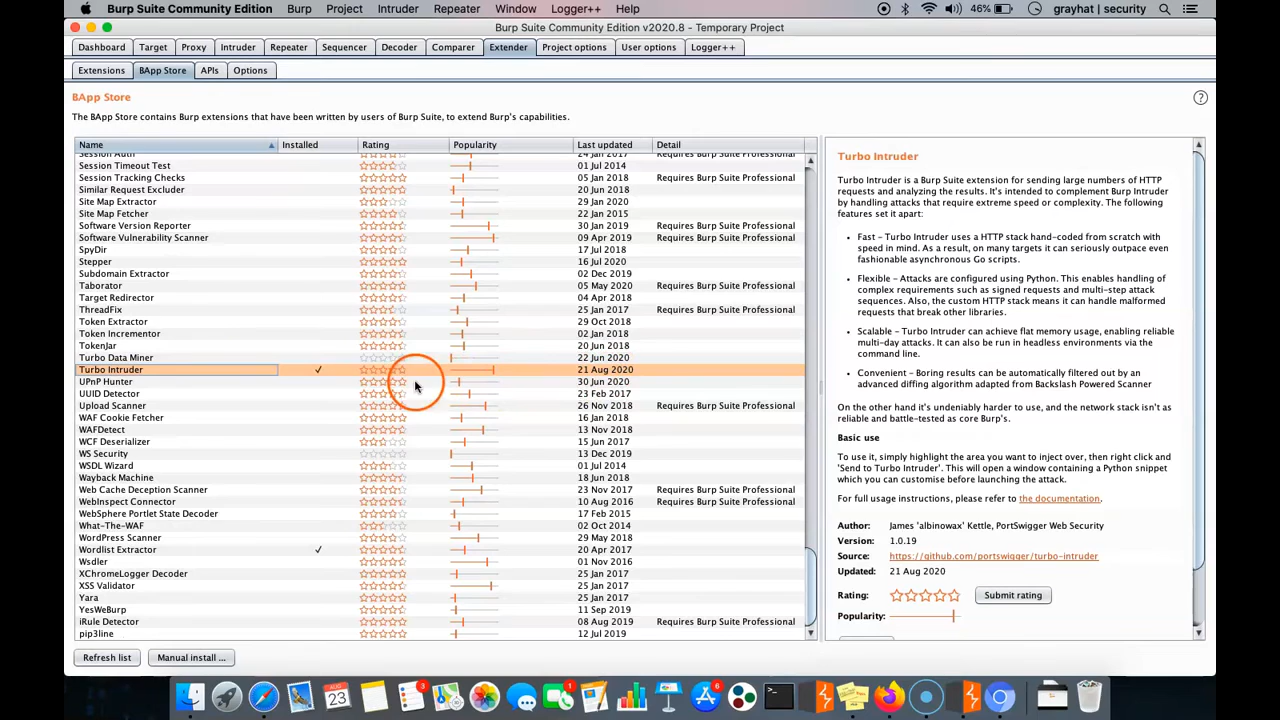 Burp Suite Community Edition Burp Project Intruder Repeater Window Logger++ Help 46% grayhat | security
Burp Suite Community Edition v2020.8 - Temporary Project
Dashboard Target Proxy Intruder Repeater Sequencer Decoder Comparer Extender Project options User options Logger++
Extensions BApp Store APIs Options
BApp Store
?
The BApp Store contains Burp extensions that have been written by users of Burp Suite, to extend Burp's capabilities.
Name Installed Rating Popularity Last updated Detail
Session Auth 24 Jan 2017 Requires Burp Suite Professional
Session Timeout Test 01 Jul 2014
Session Tracking Checks 05 Jan 2018 Requires Burp Suite Professional
Similar Request Excluder 20 Jun 2018
Site Map Extractor 29 Jan 2020
Site Map Fetcher 22 Jan 2015
Software Version Reporter 30 Jan 2019 Requires Burp Suite Professional
Software Vulnerability Scanner 09 Apr 2019 Requires Burp Suite Professional
SpyDir 17 Jul 2018
Stepper 16 Jul 2020
Subdomain Extractor 02 Dec 2019
Taborator 05 May 2020 Requires Burp Suite Professional
Target Redirector 04 Apr 2018
ThreadFix 25 Jan 2017 Requires Burp Suite Professional
Token Extractor 29 Oct 2018
Token Incrementor 02 Jan 2018
TokenJar 20 Jun 2018
Turbo Data Miner 22 Jun 2020
Turbo Intruder ✓ 21 Aug 2020
UPnP Hunter 30 Jun 2020
UUID Detector 23 Feb 2017
Upload Scanner 26 Nov 2018 Requires Burp Suite Professional
WAF Cookie Fetcher 16 Jan 2018
WAFDetect 13 Nov 2018
WCF Deserializer 15 Jun 2017
WS Security 13 Dec 2019
WSDL Wizard 01 Jul 2014
Wayback Machine 18 Jun 2018
Web Cache Deception Scanner 23 Nov 2017 Requires Burp Suite Professional
WebInspect Connector 10 Aug 2016 Requires Burp Suite Professional
WebSphere Portlet State Decoder 17 Feb 2015
What-The-WAF 02 Oct 2014
WordPress Scanner 29 May 2018
Wordlist Extractor ✓ 20 Apr 2017
Wsdler 01 Nov 2016
XChromeLogger Decoder 25 Jan 2017
XSS Validator 25 Jan 2017
Yara 25 Jan 2017
YesWeBurp 11 Sep 2019
iRule Detector 08 Aug 2019 Requires Burp Suite Professional
pip3line 12 Jul 2019
Refresh list Manual install ...
Turbo Intruder
Turbo Intruder is a Burp Suite extension for sending large numbers of HTTP
requests and analyzing the results. It's intended to complement Burp Intruder
by handling attacks that require extreme speed or complexity. The following
features set it apart:
• Fast - Turbo Intruder uses a HTTP stack hand-coded from scratch with
speed in mind. As a result, on many targets it can seriously outpace even
fashionable asynchronous Go scripts.
• Flexible - Attacks are configured using Python. This enables handling of
complex requirements such as signed requests and multi-step attack
sequences. Also, the custom HTTP stack means it can handle malformed
requests that break other libraries.
• Scalable - Turbo Intruder can achieve flat memory usage, enabling reliable
multi-day attacks. It can also be run in headless environments via the
command line.
• Convenient - Boring results can be automatically filtered out by an
advanced diffing algorithm adapted from Backslash Powered Scanner
On the other hand it's undeniably harder to use, and the network stack isn't as
reliable and battle-tested as core Burp's.
Basic use
To use it, simply highlight the area you want to inject over, then right click and
'Send to Turbo Intruder'. This will open a window containing a Python snippet
which you can customise before launching the attack.
For full usage instructions, please refer to the documentation.
Author: James 'albinowax' Kettle, PortSwigger Web Security
Version: 1.0.19
Source: https://github.com/portswigger/turbo-intruder
Updated: 21 Aug 2020
Rating: Submit rating
Popularity:
AUG
23
3
1
6